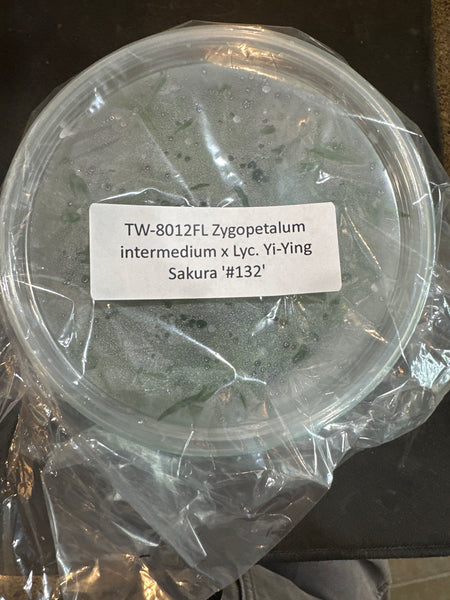 TW-8012FL Zygopetalum
intermedium x Lyc. Yi-Ying
Sakura '#132'